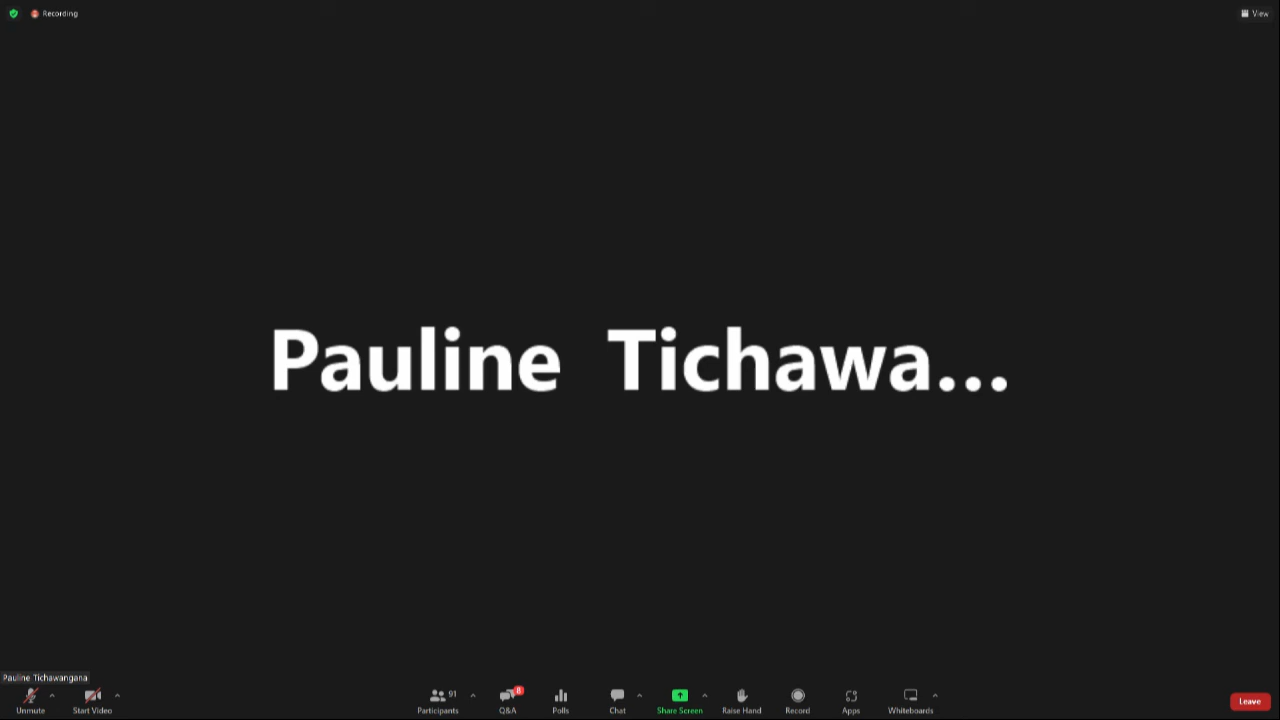 Recording
View
Pauline Tichawa...
Pauline Tichawangana
91
8
Unmute
Start Video
Participants
Q&A
Polls
Chat
Share Screen
Raise Hand
Record
Apps
Whiteboards
Leave